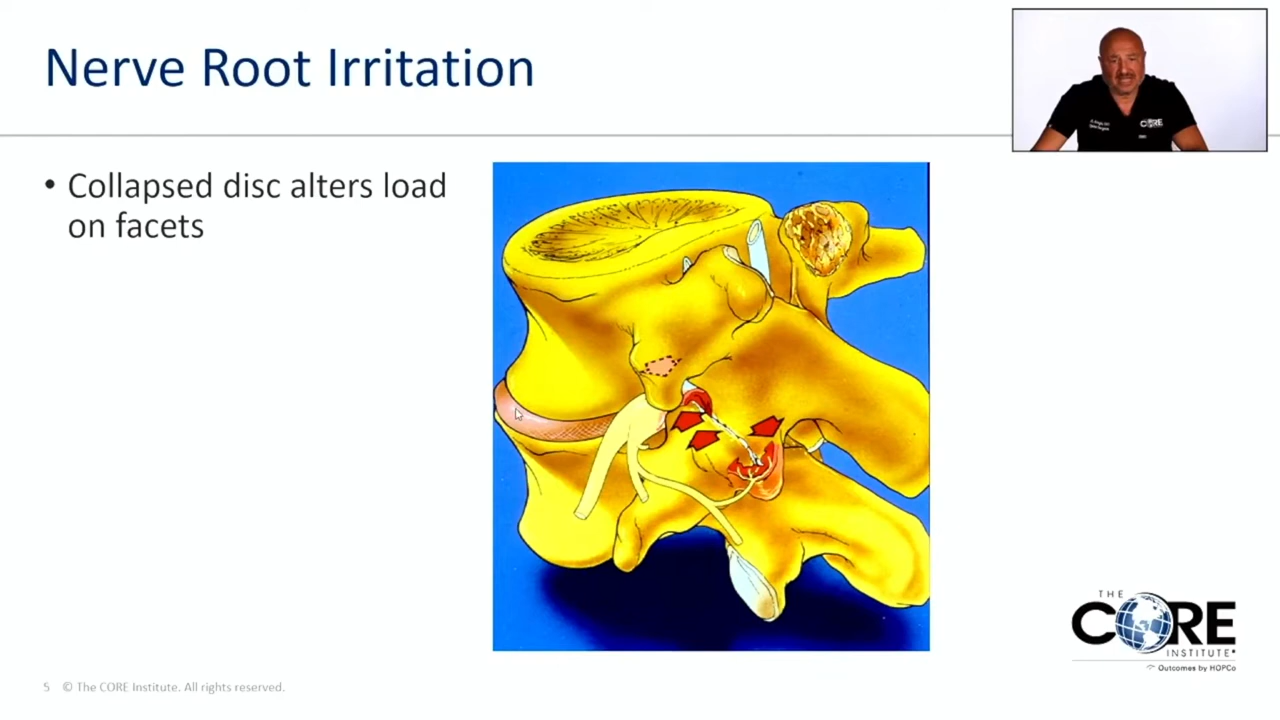 Nerve Root Irritation
• Collapsed disc alters load
on facets
CORE
THE
CORE
INSTITUTE
Outcomes by HOPCo
5 © The CORE Institute. All rights reserved.